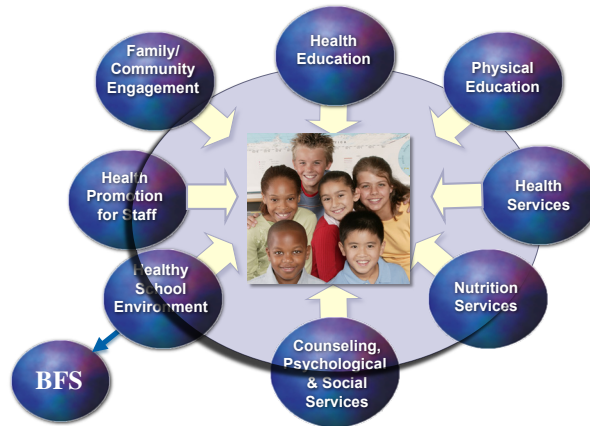 Family/
Community
Engagement
Health
Education
Physical
Education
Health
Promotion
for Staff
Health
Services
Healthy
School
Environment
Nutrition
Services
Counseling,
Psychological
& Social
Services
BFS